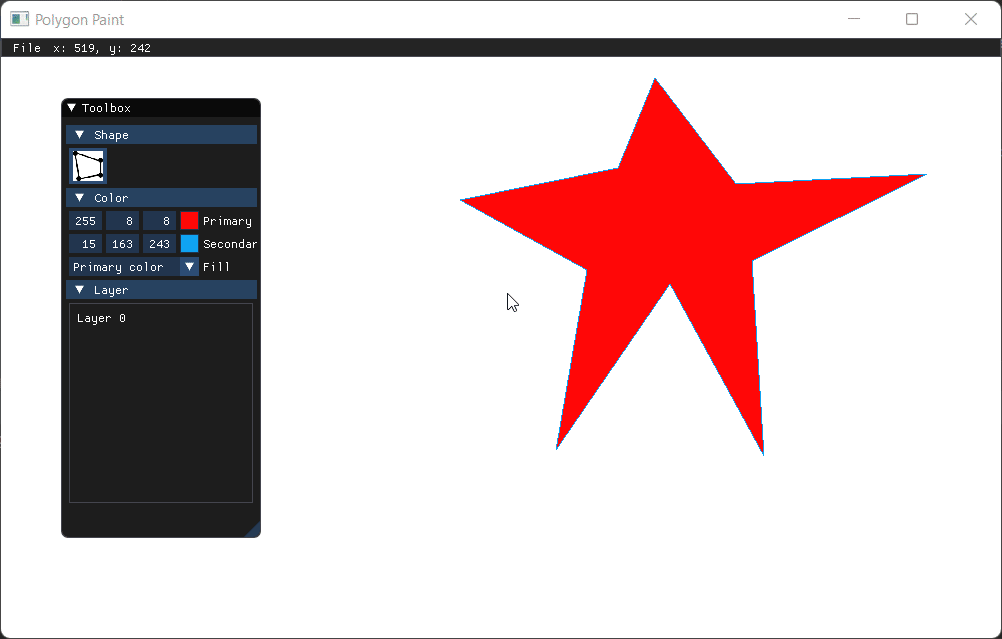 Polygon Paint
File x: 519, y: 242
Toolbox
Shape
Color
255 8 8 Primary
15 163 243 Secondar
Primary color Fill
Layer
Layer 0